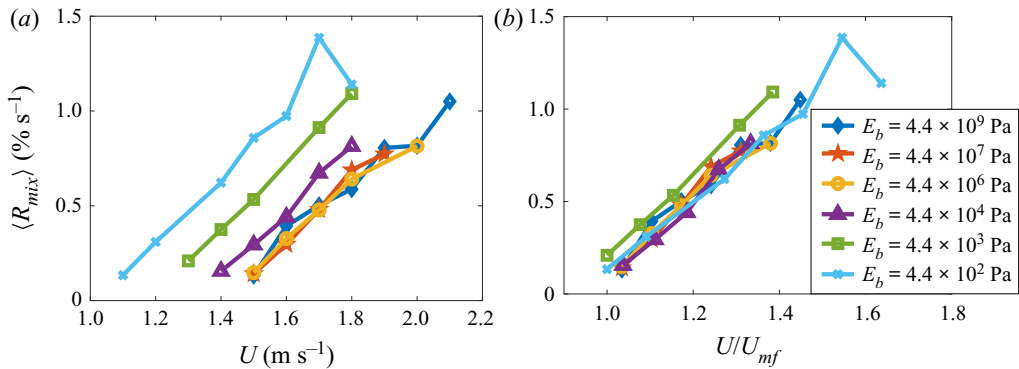 (a)
1.5
1.0
0.5
0
⟨R_mix⟩ (% s⁻¹)
1.0 1.2 1.4 1.6 1.8 2.0 2.2
U (m s⁻¹)
(b)
1.5
1.0
0.5
0
1.0 1.2 1.4 1.6 1.8
U/U_mf
E_b = 4.4 × 10⁹ Pa
E_b = 4.4 × 10⁷ Pa
E_b = 4.4 × 10⁶ Pa
E_b = 4.4 × 10⁴ Pa
E_b = 4.4 × 10³ Pa
E_b = 4.4 × 10² Pa